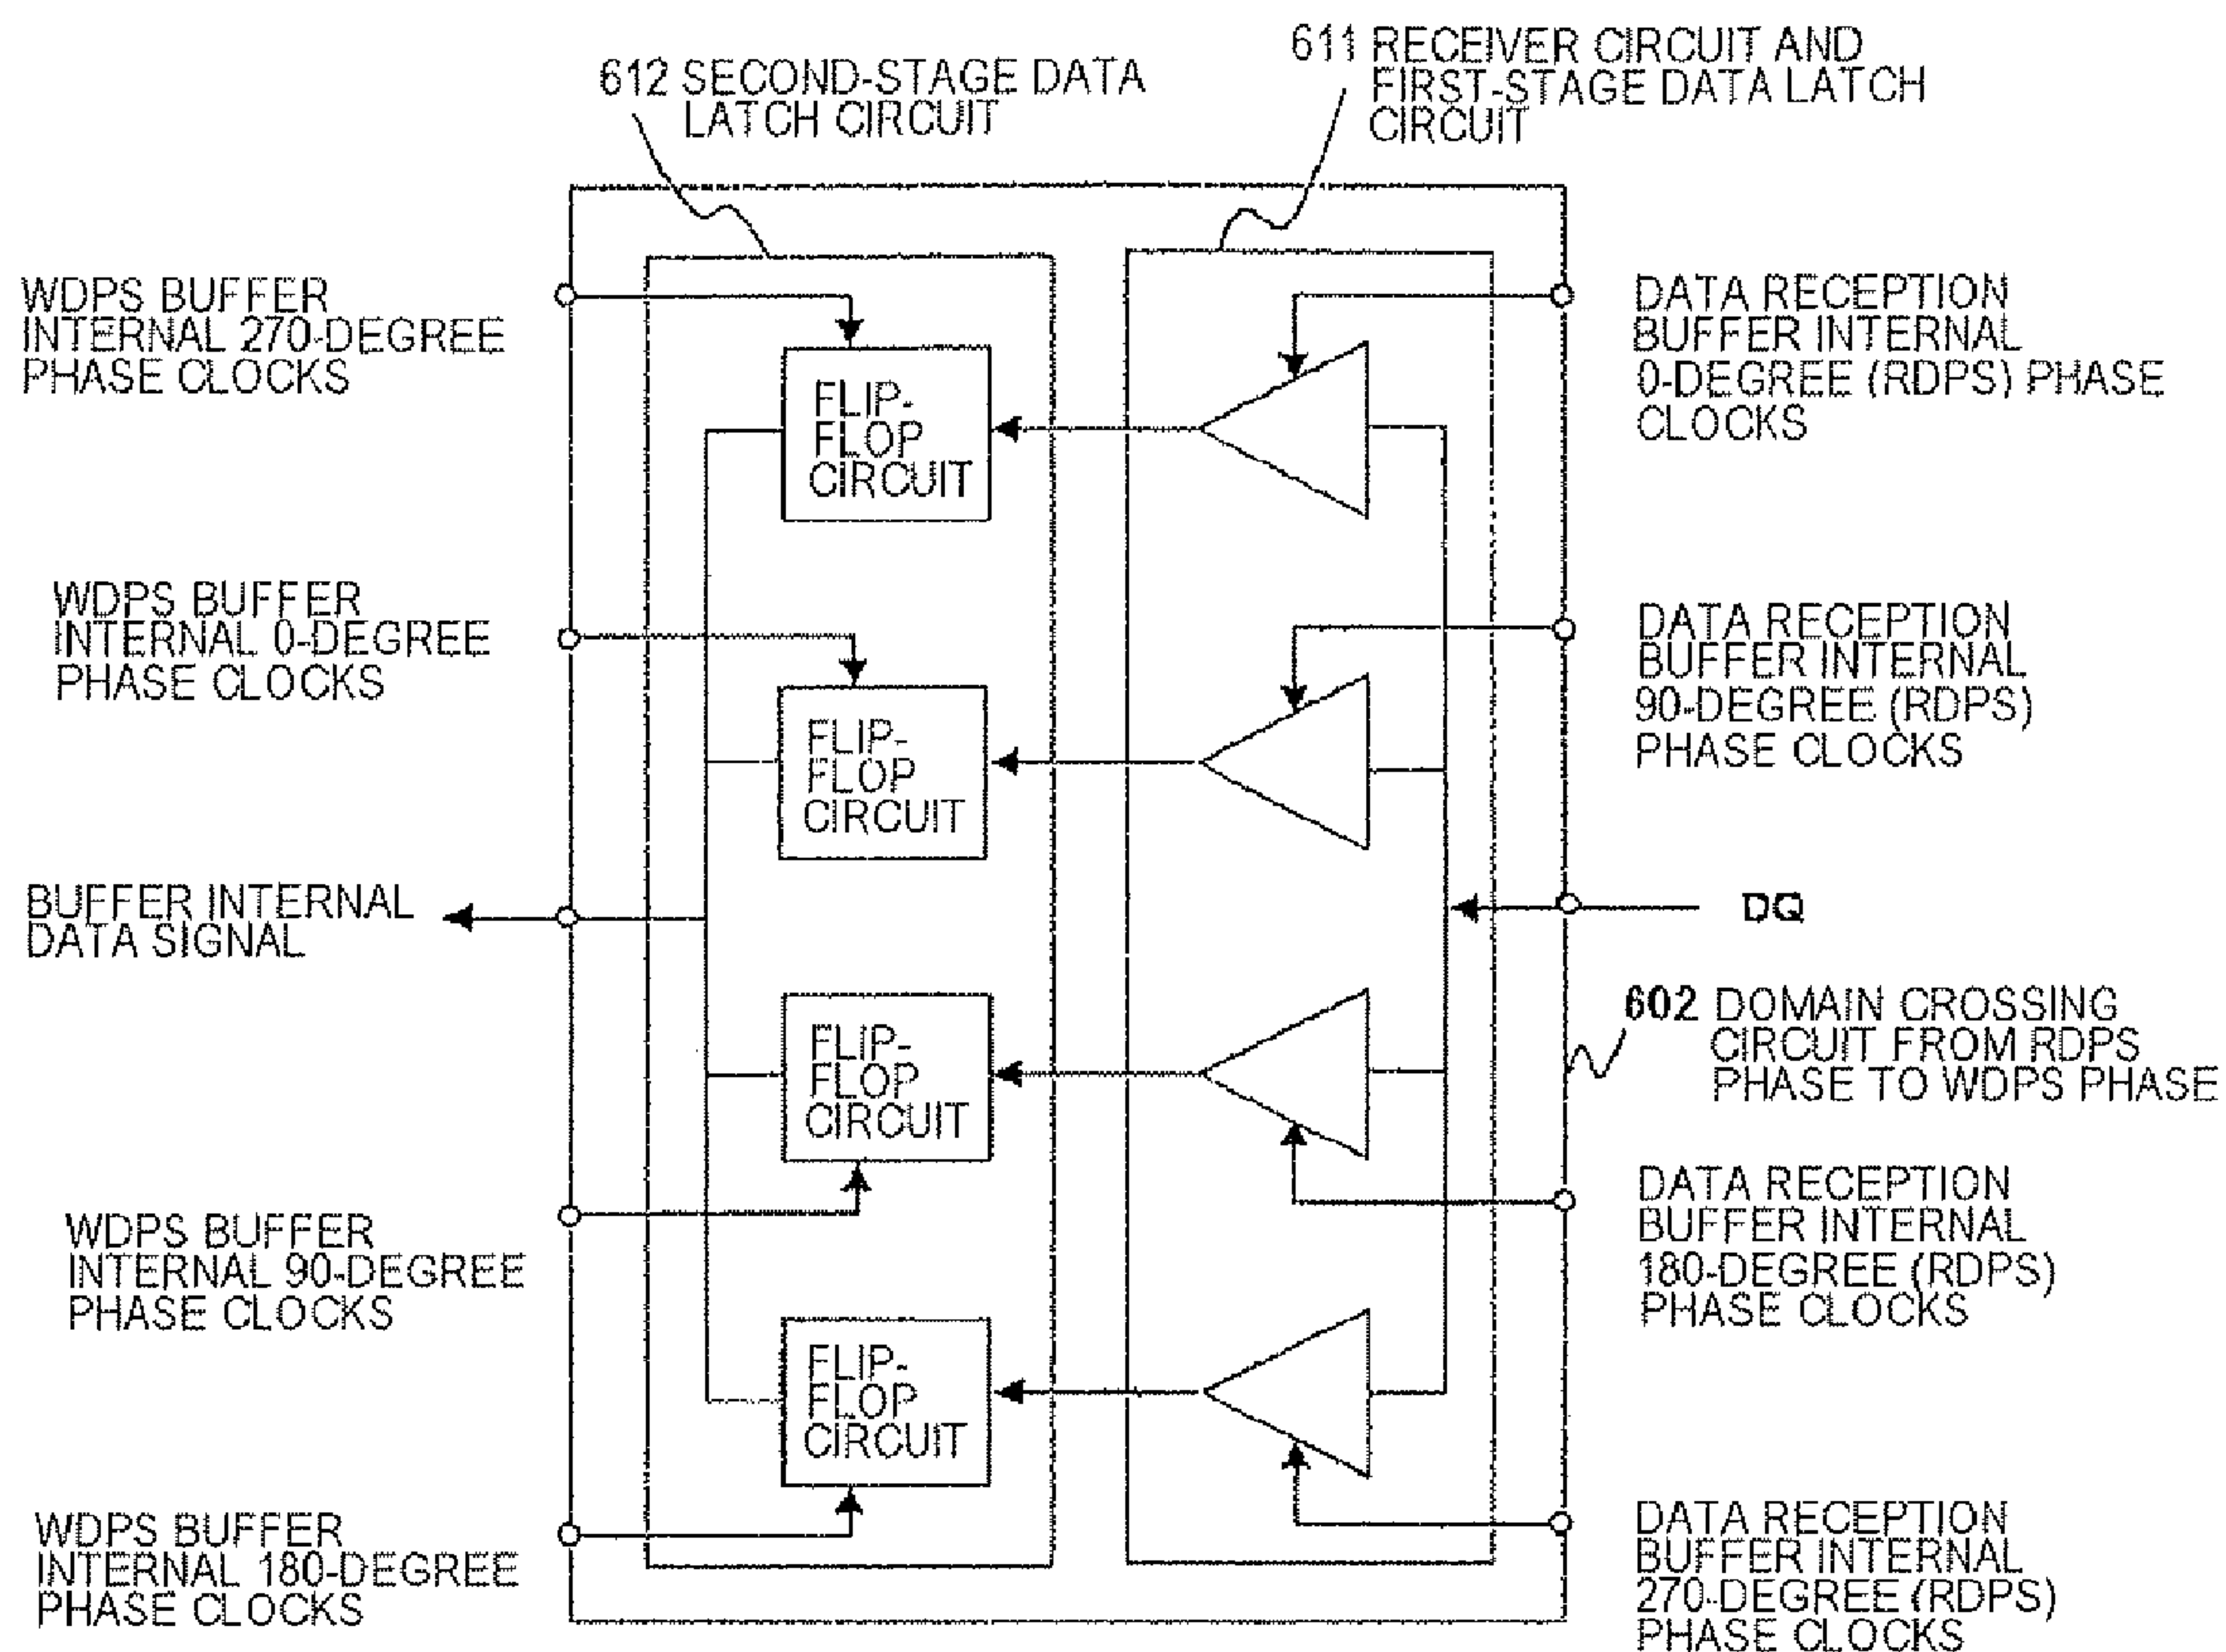 611 RECEIVER CIRCUIT AND
FIRST-STAGE DATA LATCH
CIRCUIT
612 SECOND-STAGE DATA
LATCH CIRCUIT
WDPS BUFFER
INTERNAL 270-DEGREE
PHASE CLOCKS
FLIP-
FLOP
CIRCUIT
DATA RECEPTION
BUFFER INTERNAL
0-DEGREE (RDPS) PHASE
CLOCKS
WDPS BUFFER
INTERNAL 0-DEGREE
PHASE CLOCKS
FLIP-
FLOP
CIRCUIT
DATA RECEPTION
BUFFER INTERNAL
90-DEGREE (RDPS)
PHASE CLOCKS
BUFFER INTERNAL
DATA SIGNAL
DQ
602 DOMAIN CROSSING
CIRCUIT FROM RDPS
PHASE TO WDPS PHASE
FLIP-
FLOP
CIRCUIT
WDPS BUFFER
INTERNAL 90-DEGREE
PHASE CLOCKS
DATA RECEPTION
BUFFER INTERNAL
180-DEGREE (RDPS)
PHASE CLOCKS
FLIP-
FLOP
CIRCUIT
WDPS BUFFER
INTERNAL 180-DEGREE
PHASE CLOCKS
DATA RECEPTION
BUFFER INTERNAL
270-DEGREE (RDPS)
PHASE CLOCKS